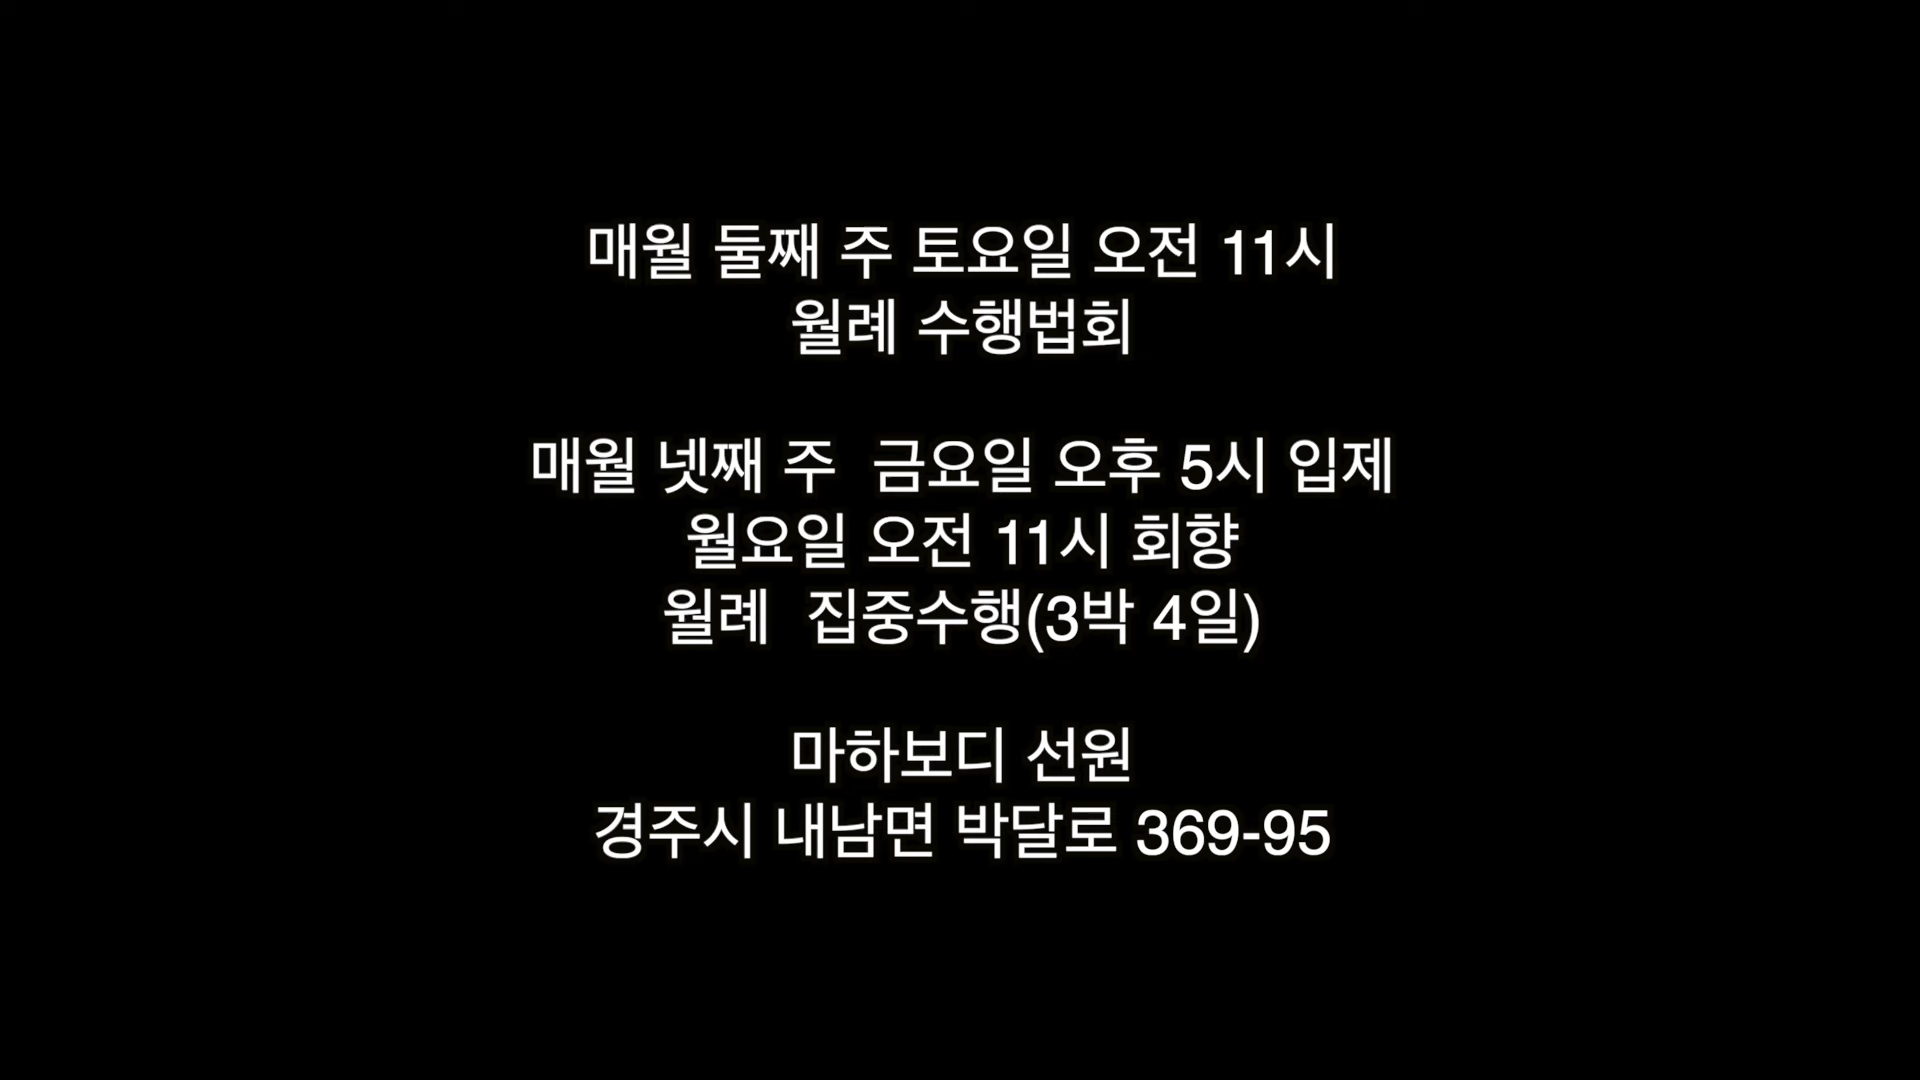 매월 둘째 주 토요일 오전 11시
월례 수행법회
매월 넷째 주 금요일 오후 5시 입제
월요일 오전 11시 회향
월례 집중수행(3박 4일)
마하보디 선원
경주시 내남면 박달로 369-95